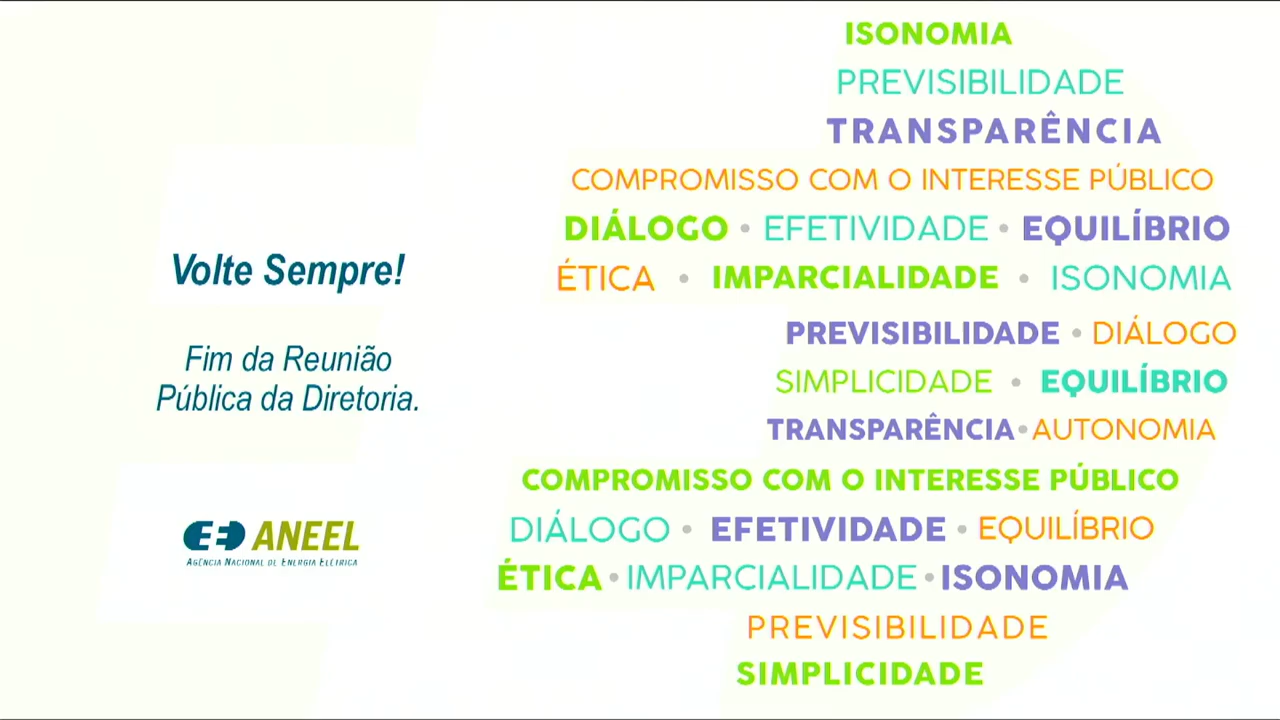 Volte Sempre!
Fim da Reunião
Pública da Diretoria.
ANEEL
AGÊNCIA NACIONAL DE ENERGIA ELÉTRICA
ISONOMIA
PREVISIBILIDADE
TRANSPARÊNCIA
COMPROMISSO COM O INTERESSE PÚBLICO
DIÁLOGO • EFETIVIDADE • EQUILÍBRIO
ÉTICA • IMPARCIALIDADE • ISONOMIA
PREVISIBILIDADE • DIÁLOGO
SIMPLICIDADE • EQUILÍBRIO
TRANSPARÊNCIA • AUTONOMIA
COMPROMISSO COM O INTERESSE PÚBLICO
DIÁLOGO • EFETIVIDADE • EQUILÍBRIO
ÉTICA • IMPARCIALIDADE • ISONOMIA
PREVISIBILIDADE
SIMPLICIDADE